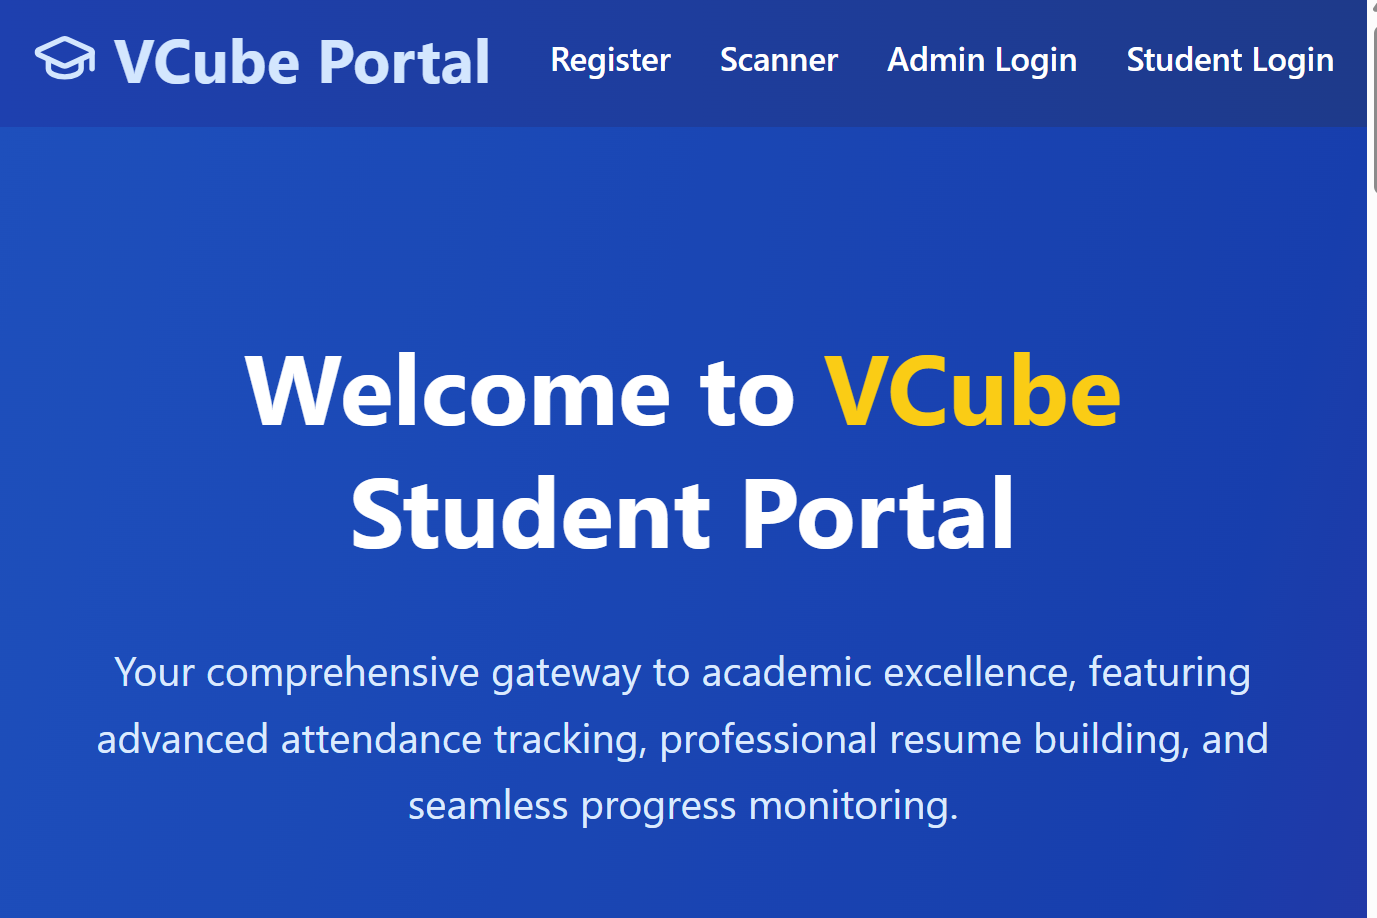 VCube Portal
Register
Scanner
Admin Login
Student Login
Welcome to VCube
Student Portal
Your comprehensive gateway to academic excellence, featuring
advanced attendance tracking, professional resume building, and
seamless progress monitoring.